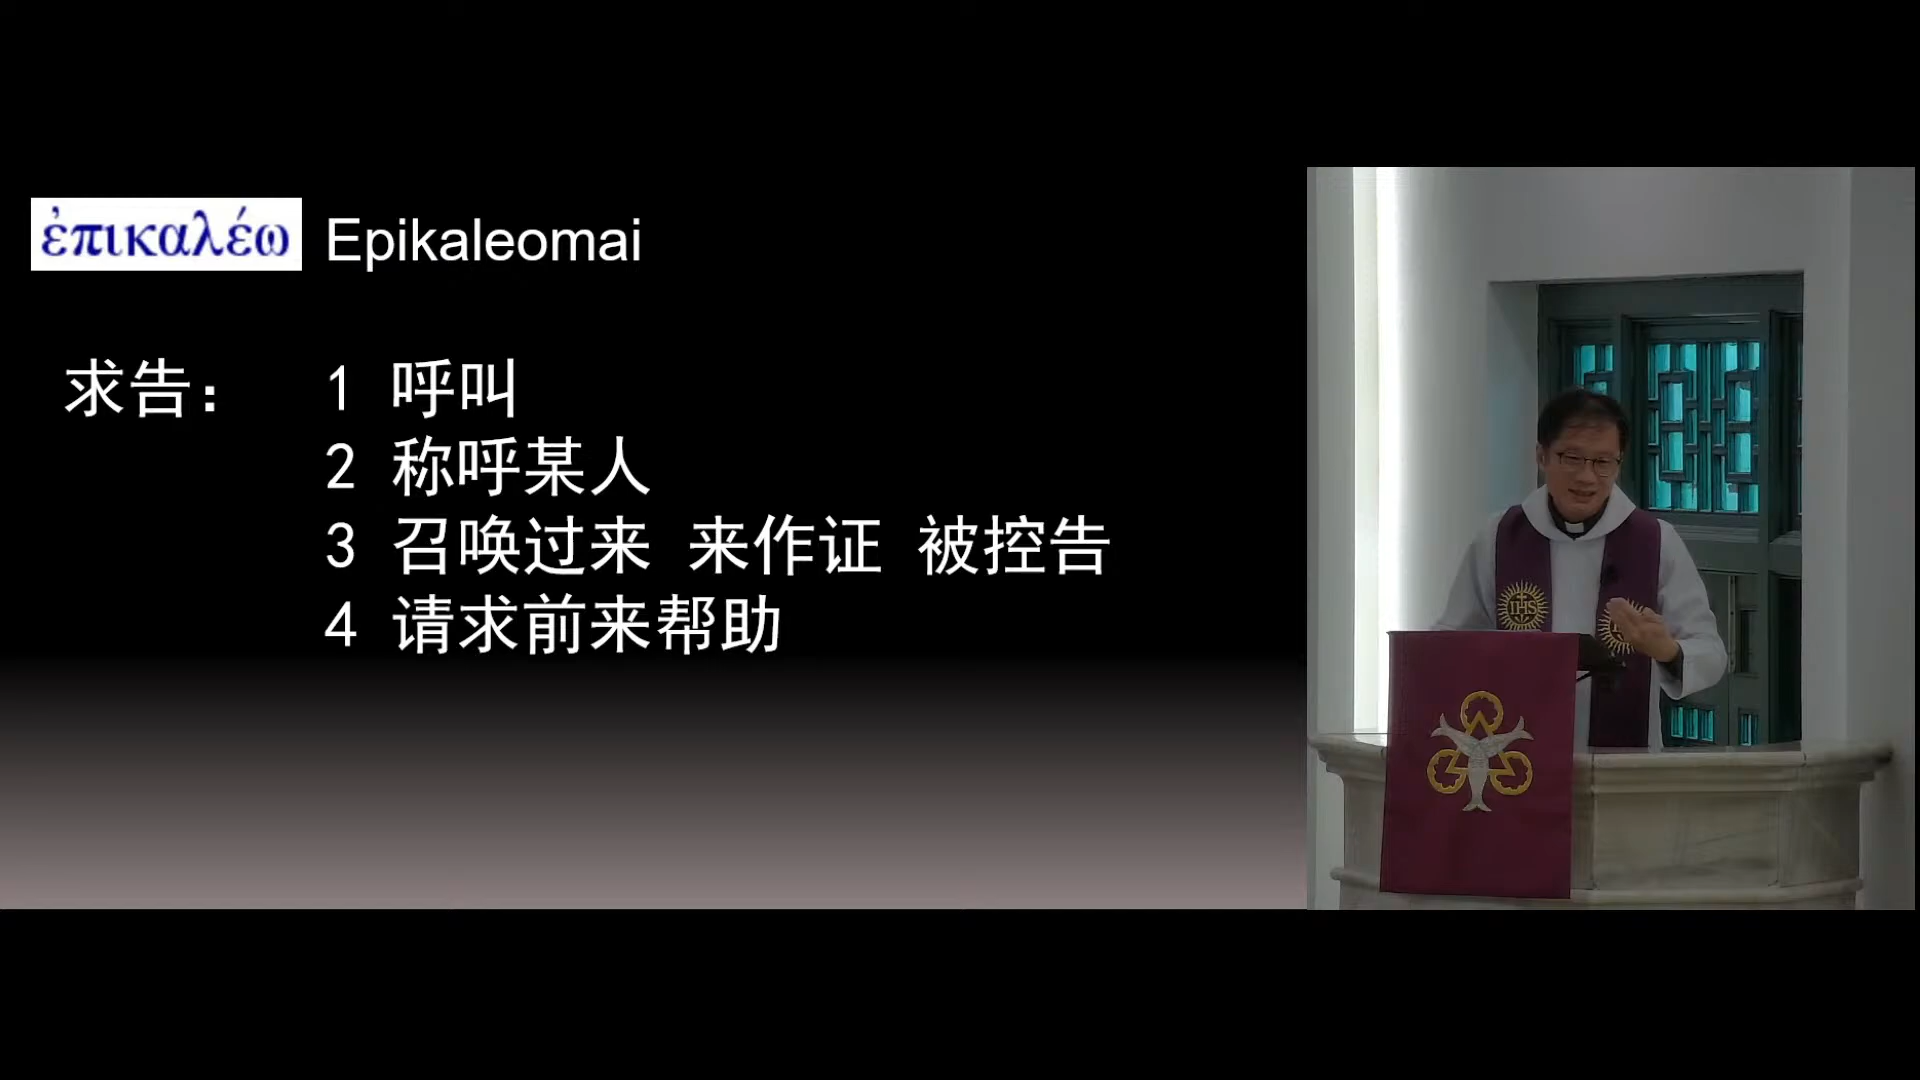 ἐπικαλέω Epikaleomai
求告： 1 呼叫
2 称呼某人
3 召唤过来 来作证 被控告
4 请求前来帮助
IHS